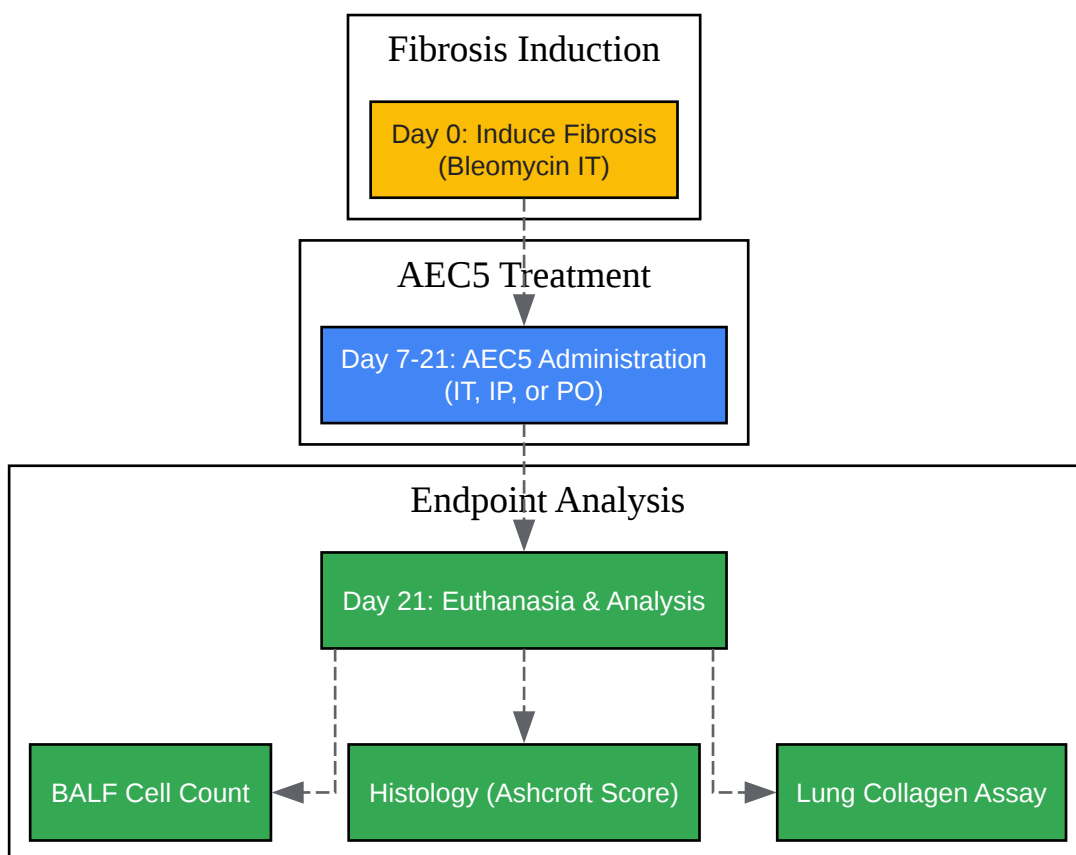 Fibrosis Induction
Day 0: Induce Fibrosis
(Bleomycin IT)
AEC5 Treatment
Day 7-21: AEC5 Administration
(IT, IP, or PO)
Endpoint Analysis
Day 21: Euthanasia & Analysis
BALF Cell Count
Histology (Ashcroft Score)
Lung Collagen Assay